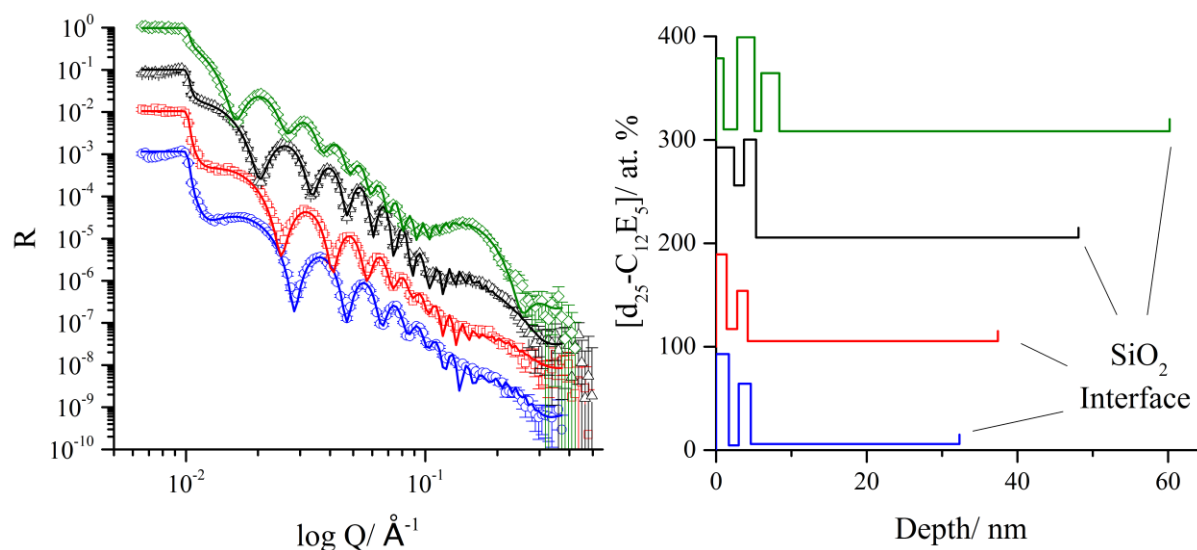 10⁰
10⁻¹
10⁻²
10⁻³
10⁻⁴
10⁻⁵
10⁻⁶
10⁻⁷
10⁻⁸
10⁻⁹
10⁻¹⁰
R
10⁻² 10⁻¹
log Q/ Å⁻¹
400
300
200
100
0
[d₂₅-C₁₂E₅]/ at. %
SiO₂
Interface
0 20 40 60
Depth/ nm